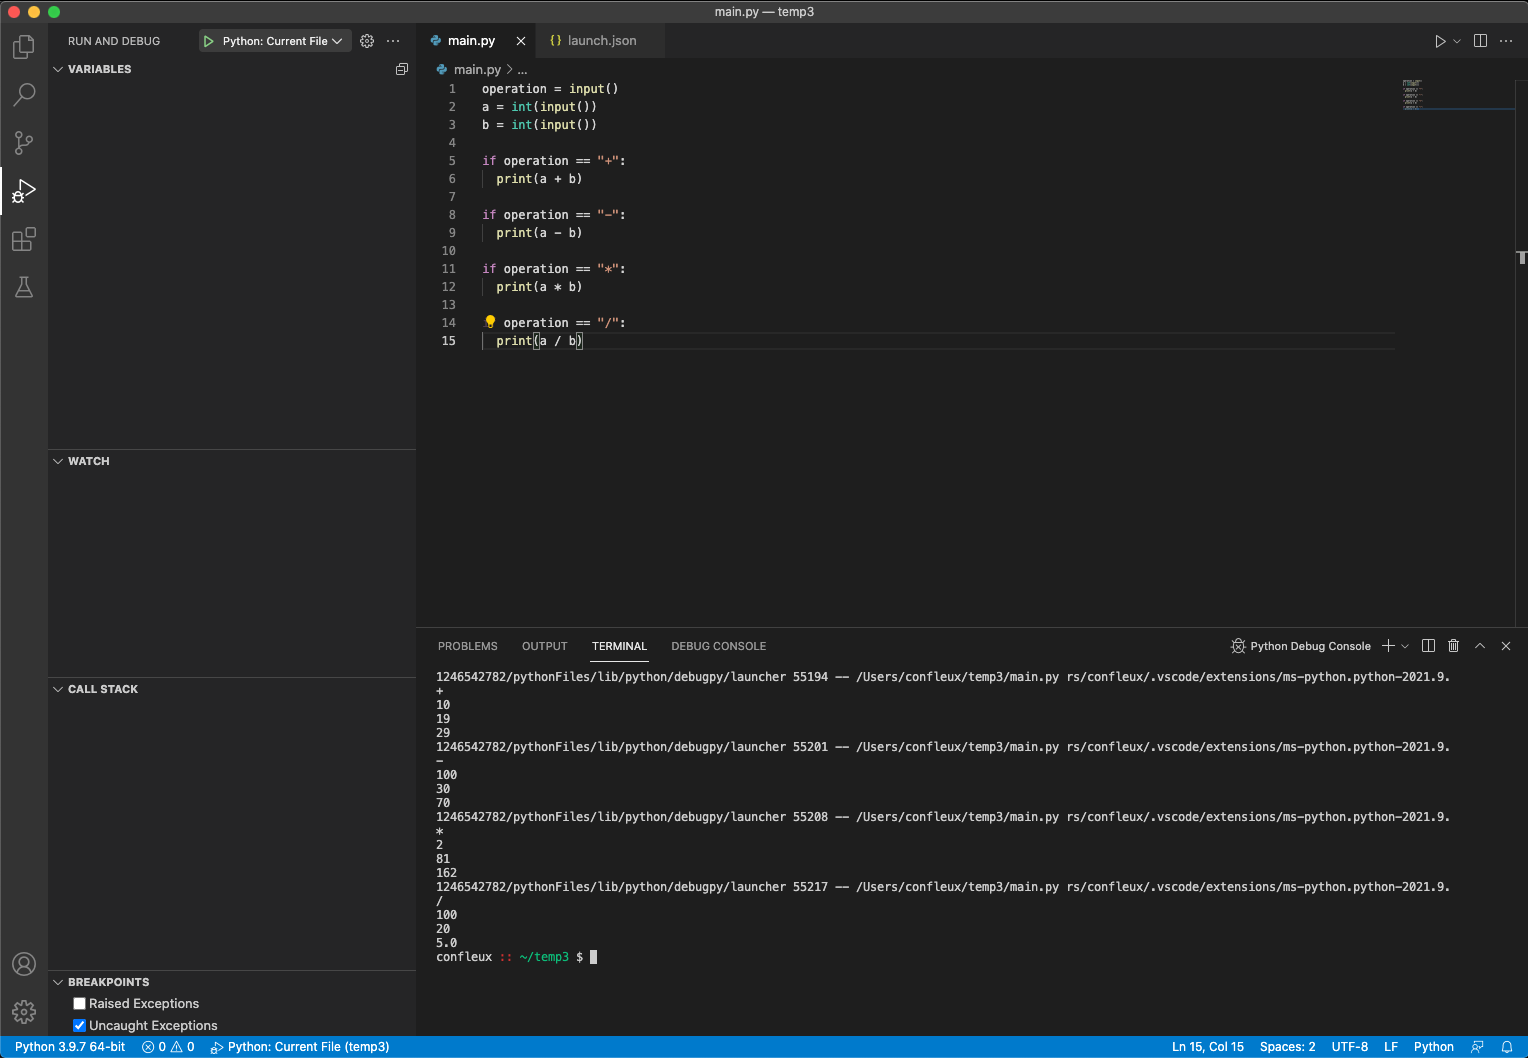 main.py — temp3
RUN AND DEBUG
Python: Current File
VARIABLES
WATCH
CALL STACK
BREAKPOINTS
Raised Exceptions
Uncaught Exceptions
main.py
{} launch.json
main.py > ...
1 operation = input()
2 a = int(input())
3 b = int(input())
4
5 if operation == "+":
6 print(a + b)
7
8 if operation == "-":
9 print(a - b)
10
11 if operation == "*":
12 print(a * b)
13
14 operation == "/":
15 print(a / b)
PROBLEMS
OUTPUT
TERMINAL
DEBUG CONSOLE
Python Debug Console
1246542782/pythonFiles/lib/python/debugpy/launcher 55194 -- /Users/confleux/temp3/main.py rs/confleux/.vscode/extensions/ms-python.python-2021.9.
+
10
19
29
1246542782/pythonFiles/lib/python/debugpy/launcher 55201 -- /Users/confleux/temp3/main.py rs/confleux/.vscode/extensions/ms-python.python-2021.9.
-
100
30
70
1246542782/pythonFiles/lib/python/debugpy/launcher 55208 -- /Users/confleux/temp3/main.py rs/confleux/.vscode/extensions/ms-python.python-2021.9.
*
2
81
162
1246542782/pythonFiles/lib/python/debugpy/launcher 55217 -- /Users/confleux/temp3/main.py rs/confleux/.vscode/extensions/ms-python.python-2021.9.
/
100
20
5.0
confleux :: ~/temp3 $
Python 3.9.7 64-bit
0 0
Python: Current File (temp3)
Ln 15, Col 15
Spaces: 2
UTF-8
LF
Python